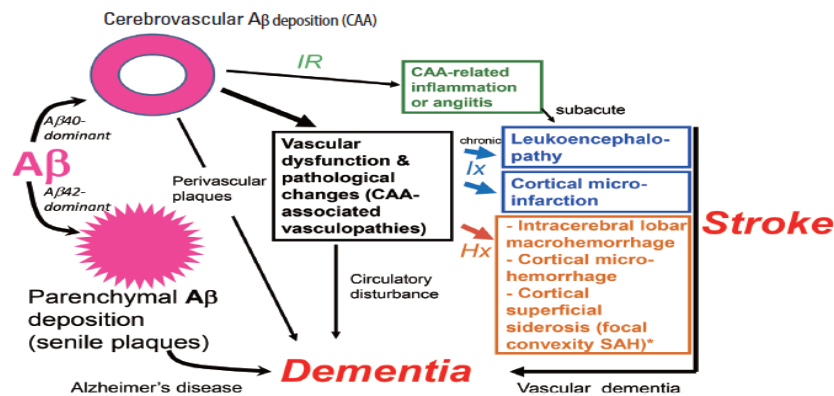 Cerebrovascular Aβ deposition (CAA)
IR
CAA-related
inflammation
or angiitis
subacute
Aβ40-
dominant
Aβ
Aβ42-
dominant
Perivascular
plaques
Vascular
dysfunction &
pathological
changes (CAA-
associated
vasculopathies)
chronic
Ix
Leukoencephalo-
pathy
Cortical micro-
infarction
Hx
- Intracerebral lobar
macrohemorrhage
- Cortical micro-
hemorrhage
- Cortical
superficial
siderosis (focal
convexity SAH)*
Stroke
Circulatory
disturbance
Parenchymal Aβ
deposition
(senile plaques)
Alzheimer's disease
Dementia
Vascular dementia